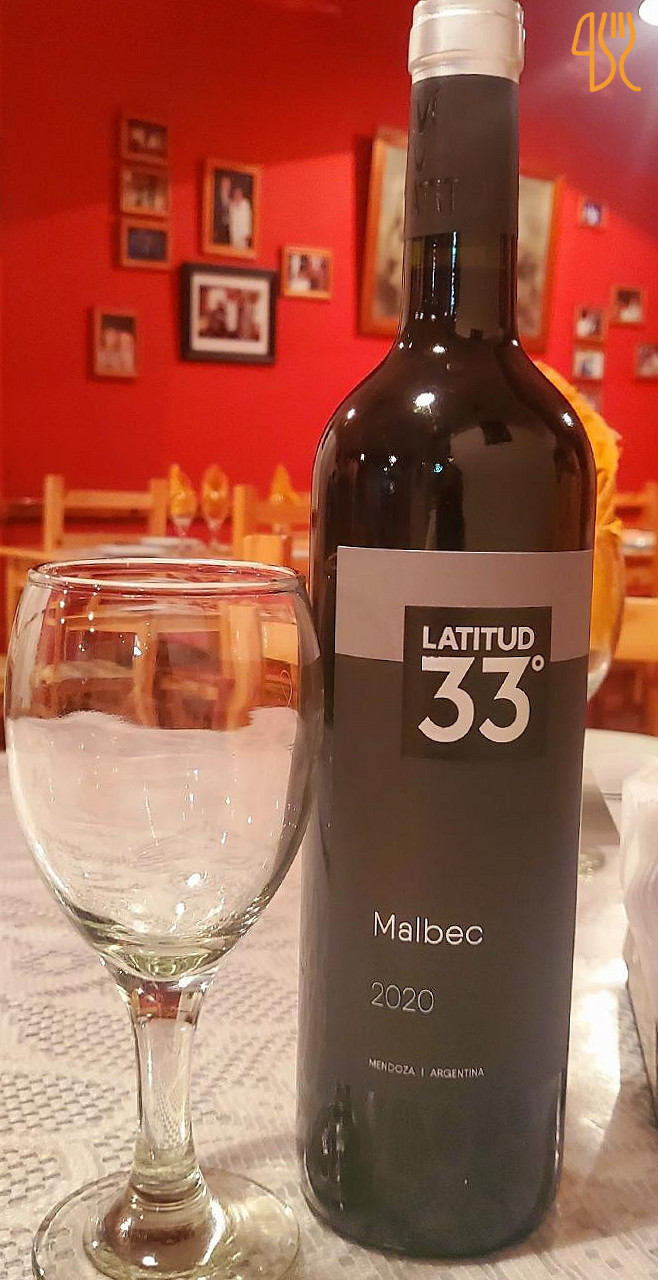 LATITUD
33°
Malbec
2020
MENDOZA | ARGENTINA